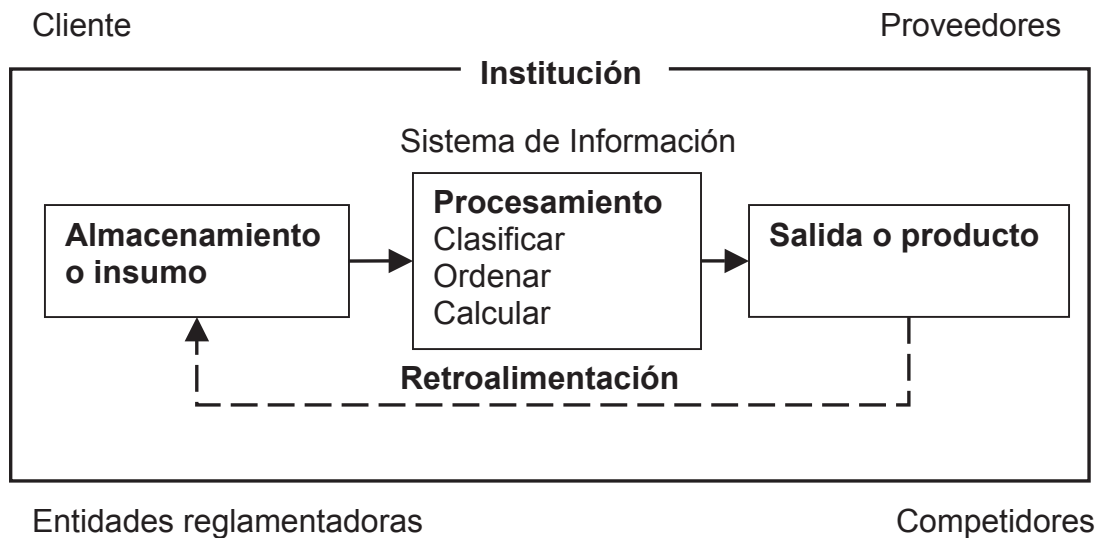 Cliente
Proveedores
Institución
Sistema de Información
Almacenamiento
o insumo
Procesamiento
Clasificar
Ordenar
Calcular
Salida o producto
Retroalimentación
Entidades reglamentadoras
Competidores